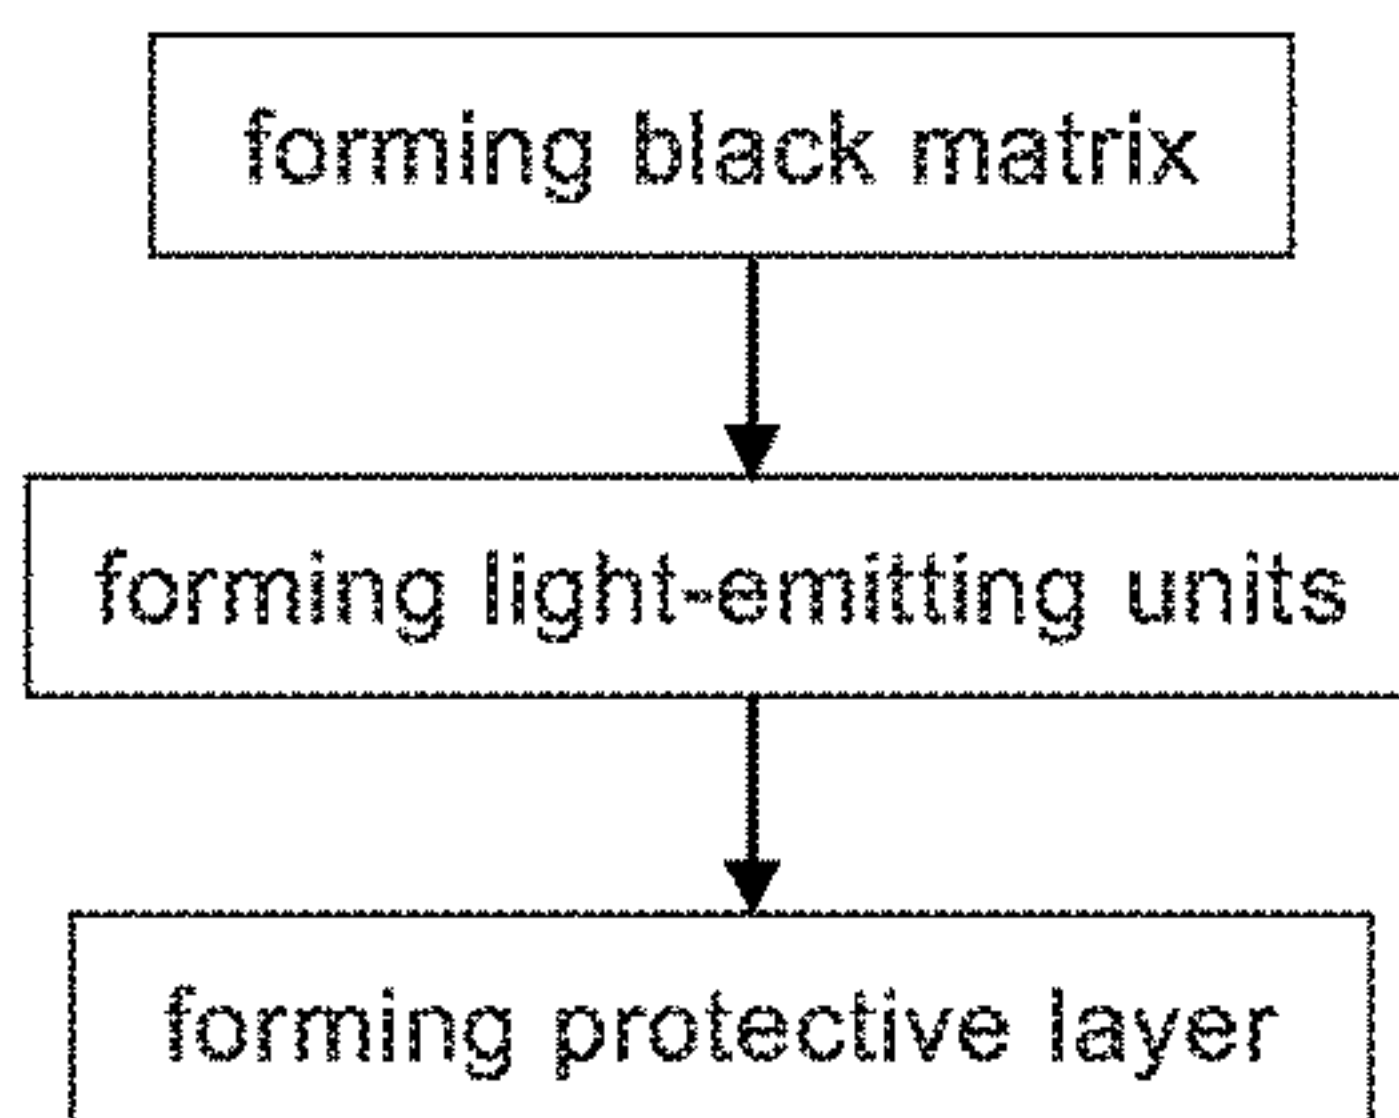 forming black matrix
forming light-emitting units
forming protective layer